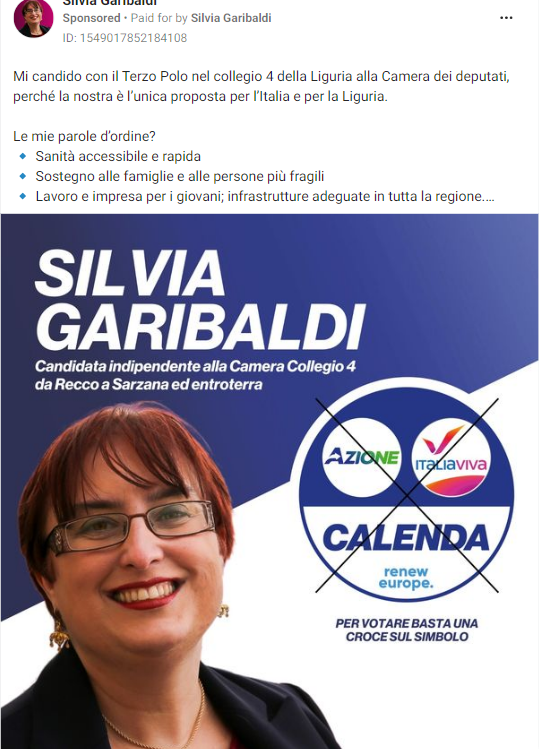 Silvia Garibaldi
Sponsored • Paid for by Silvia Garibaldi
ID: 1549017852184108
Mi candido con il Terzo Polo nel collegio 4 della Liguria alla Camera dei deputati,
perché la nostra è l’unica proposta per l’Italia e per la Liguria.
Le mie parole d’ordine?
🔹 Sanità accessibile e rapida
🔹 Sostegno alle famiglie e alle persone più fragili
🔹 Lavoro e impresa per i giovani; infrastrutture adeguate in tutta la regione....
SILVIA
GARIBALDI
Candidata indipendente alla Camera Collegio 4
da Recco a Sarzana ed entroterra
AZIONE
ITALIAVIVA
CALENDA
renew
europe.
PER VOTARE BASTA UNA
CROCE SUL SIMBOLO